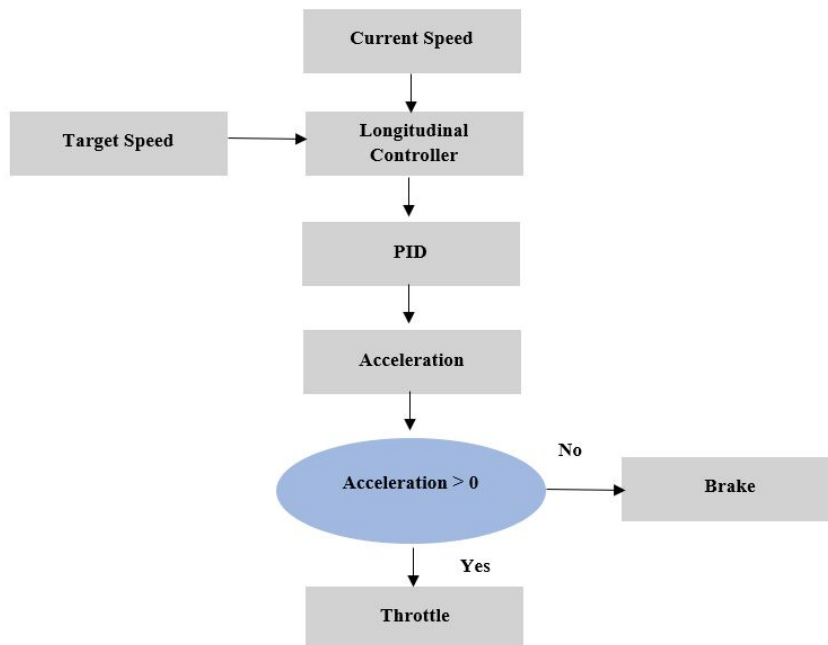 Current Speed
Target Speed
Longitudinal
Controller
PID
Acceleration
No
Acceleration > 0
Brake
Yes
Throttle